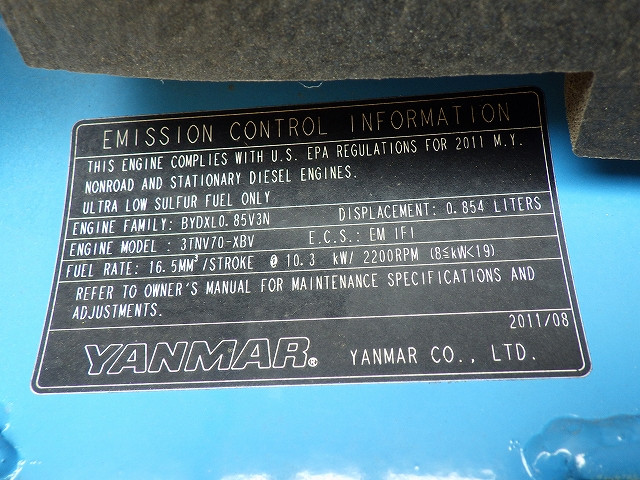 EMISSION CONTROL INFORMATION
THIS ENGINE COMPLIES WITH U.S. EPA REGULATIONS FOR 2011 M.Y.
NONROAD AND STATIONARY DIESEL ENGINES.
ULTRA LOW SULFUR FUEL ONLY
ENGINE FAMILY: BYDXL0.85V3N DISPLACEMENT: 0.854 LITERS
ENGINE MODEL : 3TNV70-XBV E.C.S.: EM IFI
FUEL RATE: 16.5MM³/STROKE @ 10.3 kW/ 2200RPM (8≦kW<19)
REFER TO OWNER'S MANUAL FOR MAINTENANCE SPECIFICATIONS AND
ADJUSTMENTS.
2011/08
YANMAR® YANMAR CO., LTD.